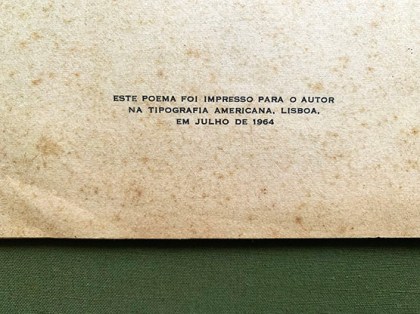 ESTE POEMA FOI IMPRESSO PARA O AUTOR
NA TIPOGRAFIA AMERICANA, LISBOA,
EM JULHO DE 1964